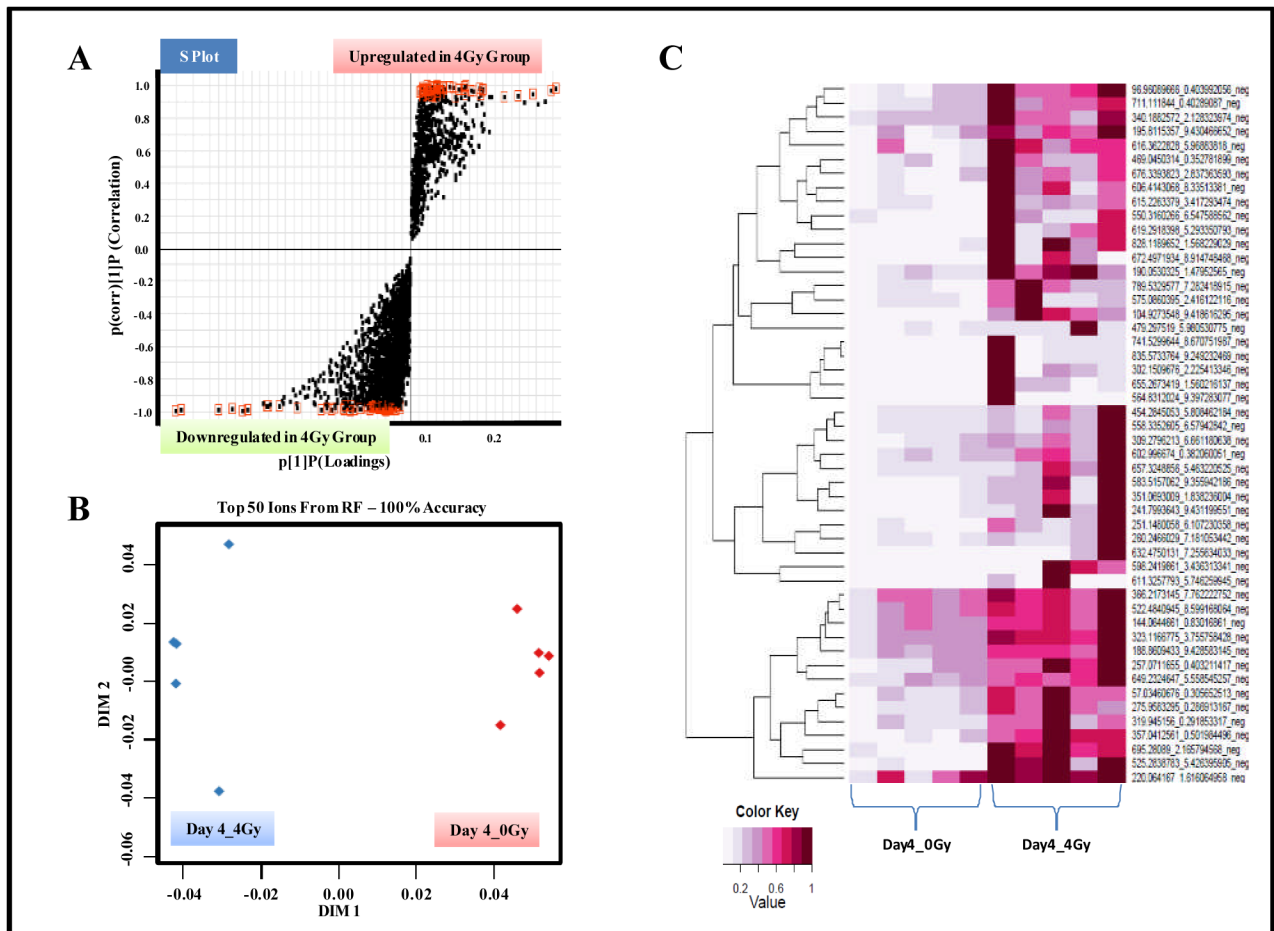 A
S Plot
Upregulated in 4Gy Group
1.0
0.8
0.6
0.4
0.2
0.0
-0.2
-0.4
-0.6
-0.8
-1.0
p(corr)[1]P (Correlation)
Downregulated in 4Gy Group
0.1
0.2
p[1]P(Loadings)
B
Top 50 Ions From RF – 100% Accuracy
0.04
0.02
-0.00
-0.02
-0.04
-0.06
DIM 2
Day 4_4Gy
Day 4_0Gy
-0.04
-0.02
0.00
0.02
0.04
DIM 1
C
96.96089666_0.403992056_neg
711.111844_0.40289087_neg
340.1882572_2.128323974_neg
195.8115357_9.430466652_neg
616.3622828_5.96883818_neg
469.0450314_0.352781899_neg
676.3393823_2.837363593_neg
606.4143068_8.33513381_neg
615.2263379_3.417293474_neg
550.3160266_6.547588562_neg
619.2918398_5.293350793_neg
828.1189652_1.568229029_neg
672.4971934_8.914748468_neg
190.0530325_1.47952565_neg
789.5329577_7.282418915_neg
575.0860395_2.416122116_neg
104.9273548_9.418616295_neg
479.297519_5.980530775_neg
741.5299644_8.670751987_neg
835.5733764_9.249232469_neg
302.1509676_2.225413346_neg
655.2673419_1.560216137_neg
564.8312024_9.397283077_neg
454.2845053_5.808462184_neg
558.3352605_6.57942842_neg
309.2796213_6.661180638_neg
602.996674_0.382060051_neg
657.3248856_5.463220525_neg
583.5157062_9.355942186_neg
351.0693009_1.838236004_neg
241.7993643_9.431199551_neg
251.1480058_6.107230358_neg
260.2466029_7.181053442_neg
632.4750131_7.255634033_neg
598.2419861_3.436313341_neg
611.3257793_5.746259945_neg
366.2173145_7.762222752_neg
522.4840945_8.599168064_neg
144.0644661_0.83016861_neg
323.1166775_3.755758428_neg
188.8609433_9.428583145_neg
257.0711655_0.403211417_neg
649.2324647_5.558545257_neg
57.03460676_0.305652513_neg
275.9583295_0.286913167_neg
319.945156_0.291853317_neg
357.0412561_0.501984496_neg
695.28089_2.165794568_neg
525.2838783_5.426395905_neg
220.064167_1.616064958_neg
Day4_0Gy
Day4_4Gy
Color Key
0.2
0.6
1
Value